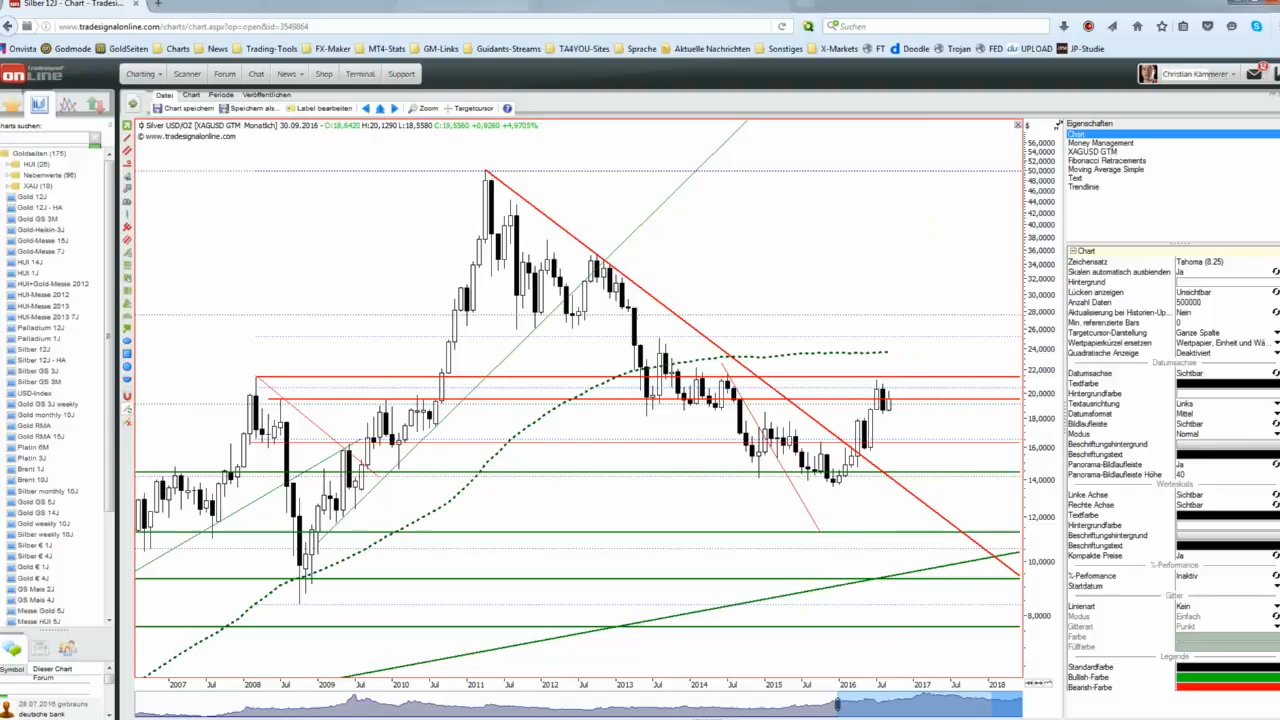 Silber 12J - Chart - Tradesi...
www.tradesignalonline.com/charts/chart.aspx?op=open&id=3549864
Suchen
Onvista Godmode GoldSeiten Charts News Trading-Tools FX-Maker MT4-Stats GM-Links Guidants-Streams TA4YOU-Sites Sprache Aktuelle Nachrichten Sonstiges X-Markets FT Doodle Trojan FED UPLOAD JP-Studie
onLine
Charting Scanner Forum Chat News Shop Terminal Support
Christian Kämmerer
Datei Chart Periode Veröffentlichen
Chart speichern Speichern als... Label bearbeiten Zoom Targetcursor
Silver USD/OZ [XAGUSD GTM Monatlich] 30.09.2016 - O:18,6420 H:20,1290 L:18,5580 C:19,5360 +0,9260 +4,9705%
© www.tradesignalonline.com
harts suchen:
Goldseiten (175)
HUI (26)
Nebenwerte (96)
XAU (19)
Gold 12J
Gold 12J - HA
Gold GS 3M
Gold-Heikin-3J
Gold-Messe 15J
Gold-Messe 7J
HUI 14J
HUI 1J
HUI+Gold-Messe 2012
HUI-Messe 2012
HUI-Messe 2013
HUI-Messe 2013 7J
Palladium 12J
Palladium 1J
Silber 12J
Silber 12J - HA
Silber GS 3J
Silber GS 3M
USD-Index
Gold GS 3J weekly
Gold monthly 10J
Gold RMA
Gold RMA 15J
Platin 6M
Platin 3J
Brent 1J
Brent 10J
Silber monthly 10J
Gold GS 5J
Gold GS 14J
Gold weekly 10J
Silber weekly 10J
Silber € 1J
Silber € 4J
Gold € 1J
Gold € 4J
GS Mais 2J
GS Mais 4J
Messe Gold 5J
Messe HUI 5J
Symbol Dieser Chart
Forum
28.07.2016 gwbrauns
deutsche bank
$
56,0000
54,0000
52,0000
50,0000
48,0000
46,0000
44,0000
42,0000
40,0000
38,0000
36,0000
34,0000
32,0000
30,0000
28,0000
26,0000
24,0000
22,0000
20,0000
18,0000
16,0000
14,0000
12,0000
10,0000
8,0000
2007 Jul 2008 Jul 2009 Jul 2010 Jul 2011 Jul 2012 Jul 2013 Jul 2014 Jul 2015 Jul 2016 Jul 2017 Jul 2018
Eigenschaften
Chart
Money Management
XAGUSD GTM
Fibonacci Retracements
Moving Average Simple
Text
Trendlinie
Chart
Zeichensatz Tahoma (8.25)
Skalen automatisch ausblenden Ja
Hintergrund
Lücken anzeigen Unsichtbar
Anzahl Daten 500000
Aktualisierung bei Historien-Up... Nein
Min. referenzierte Bars 0
Targetcursor-Darstellung Ganze Spalte
Wertpapierkürzel ersetzen Wertpapier, Einheit und Wä...
Quadratische Anzeige Deaktiviert
Datumsachse
Datumsachse Sichtbar
Textfarbe
Hintergrundfarbe
Textausrichtung Links
Datumsformat Mittel
Bildlaufleiste Sichtbar
Modus Normal
Beschriftungshintergrund
Beschriftungstext
Panorama-Bildlaufleiste Ja
Panorama-Bildlaufleiste Höhe 40
Werteskala
Linke Achse Sichtbar
Rechte Achse Sichtbar
Textfarbe
Hintergrundfarbe
Beschriftungshintergrund
Beschriftungstext
Kompakte Preise Ja
%-Performance
%-Performance Inaktiv
Startdatum
Gitter
Linienart Kein
Modus Einfach
Gitterart Punkt
Farbe
Füllfarbe
Legende
Standardfarbe
Bullish-Farbe
Bearish-Farbe